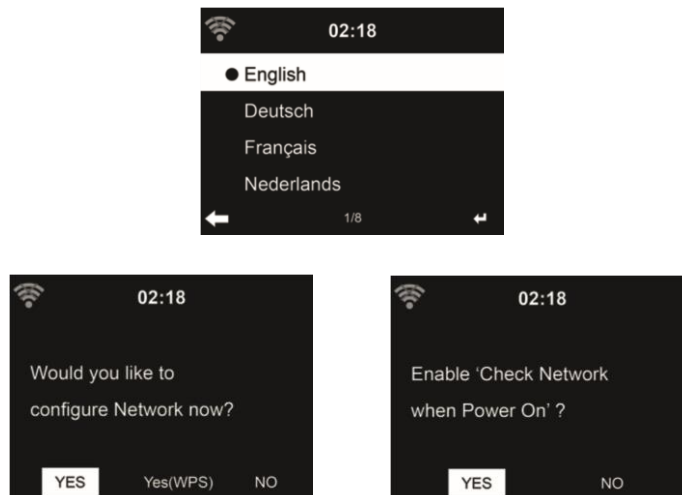 02:18
English
Deutsch
Français
Nederlands
1/8
02:18
Would you like to
configure Network now?
YES Yes(WPS) NO
02:18
Enable ‘Check Network
when Power On’ ?
YES NO